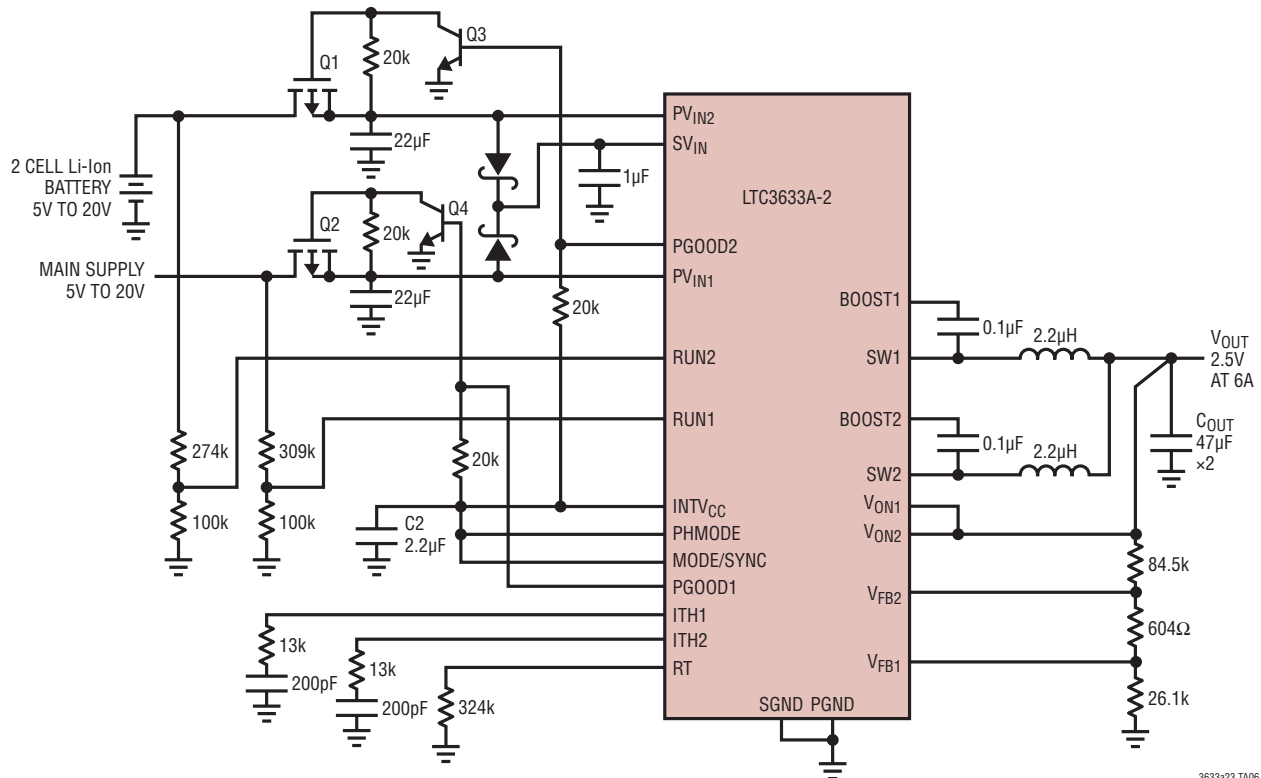 Q3
20k
Q1
PVIN2
22µF
SVIN
1µF
2 CELL Li-Ion
BATTERY
5V TO 20V
LTC3633A-2
Q4
Q2
20k
PGOOD2
MAIN SUPPLY
5V TO 20V
PVIN1
22µF
20k
BOOST1
0.1µF
2.2µH
VOUT
2.5V
AT 6A
RUN2
SW1
RUN1
BOOST2
COUT
47µF
×2
0.1µF
2.2µH
274k
309k
20k
SW2
100k
100k
C2
2.2µF
INTVCC
VON1
PHMODE
VON2
MODE/SYNC
84.5k
PGOOD1
VFB2
ITH1
604Ω
13k
ITH2
13k
RT
VFB1
200pF
200pF
324k
26.1k
SGND PGND
3633a23 TA06